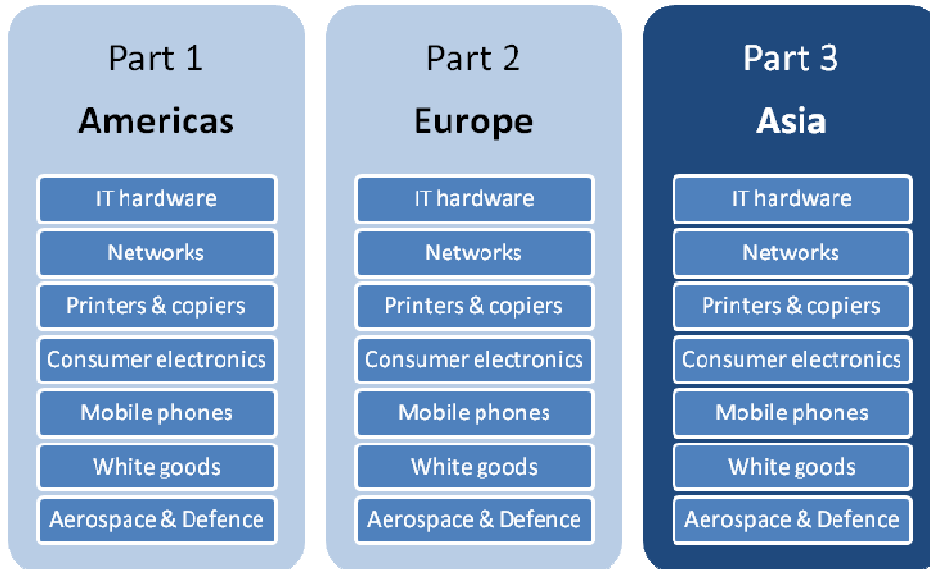 Part 1
Americas
IT hardware
Networks
Printers & copiers
Consumer electronics
Mobile phones
White goods
Aerospace & Defence
Part 2
Europe
IT hardware
Networks
Printers & copiers
Consumer electronics
Mobile phones
White goods
Aerospace & Defence
Part 3
Asia
IT hardware
Networks
Printers & copiers
Consumer electronics
Mobile phones
White goods
Aerospace & Defence